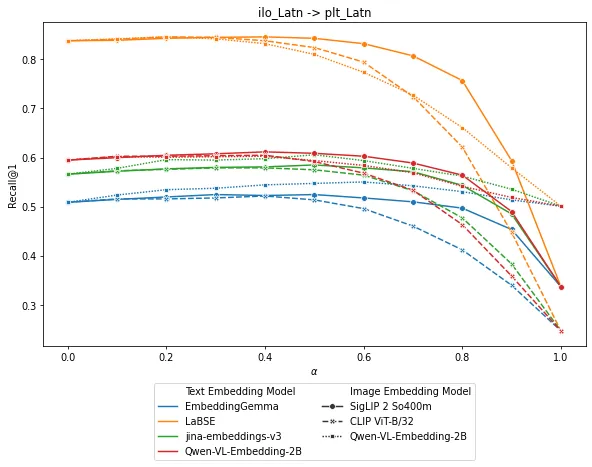 ilo_Latn -> plt_Latn
Recall@1
0.8
0.7
0.6
0.5
0.4
0.3
0.0
0.2
0.4
0.6
0.8
1.0
α
Text Embedding Model
EmbeddingGemma
LaBSE
jina-embeddings-v3
Qwen-VL-Embedding-2B
Image Embedding Model
SigLIP 2 So400m
CLIP ViT-B/32
Qwen-VL-Embedding-2B